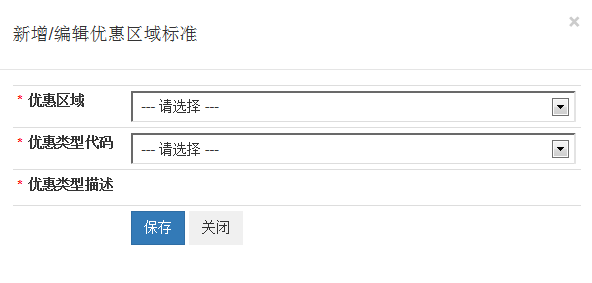 新增/编辑优惠区域标准
×
* 优惠区域 --- 请选择 ---
* 优惠类型代码 --- 请选择 ---
* 优惠类型描述
保存 关闭